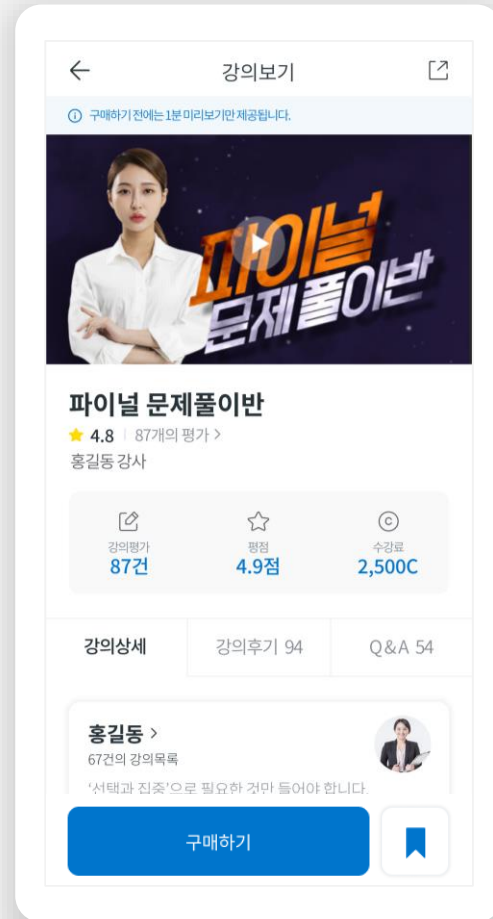 강의보기
구매하기 전에는 1분 미리보기만 제공됩니다.
파이널
문제풀이반
파이널 문제풀이반
4.8 87개의 평가 >
홍길동 강사
강의평가 평점 수강료
87건 4.9점 2,500C
강의상세 강의후기 94 Q&A 54
홍길동 >
67건의 강의목록
'선택과 집중'으로 필요한 것만 들어야 합니다.
구매하기